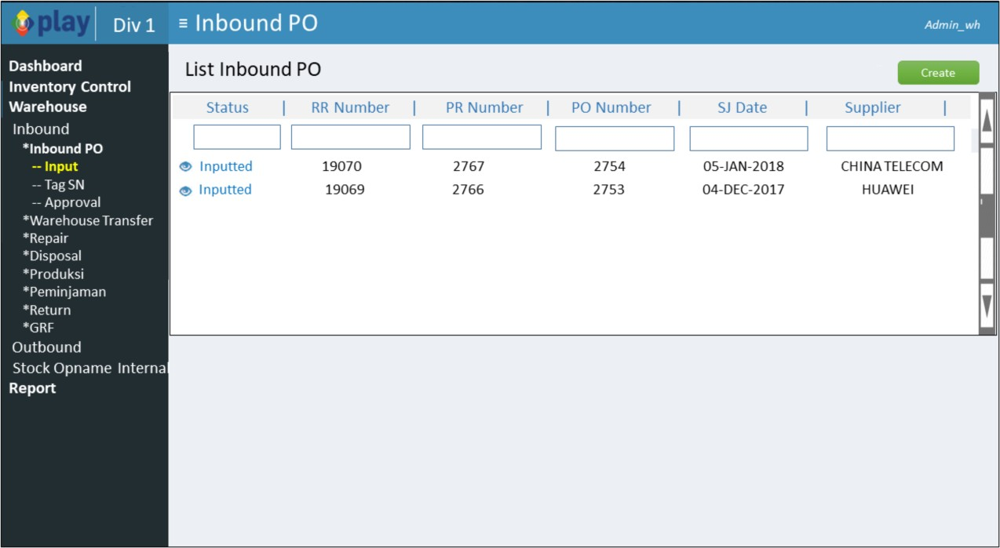 play Div 1 ≡ Inbound PO Admin_wh
Dashboard
Inventory Control
Warehouse
Inbound
*Inbound PO
-- Input
-- Tag SN
-- Approval
*Warehouse Transfer
*Repair
*Disposal
*Produksi
*Peminjaman
*Return
*GRF
Outbound
Stock Opname Internal
Report
List Inbound PO Create
Status | RR Number | PR Number | PO Number | SJ Date | Supplier |
Inputted 19070 2767 2754 05-JAN-2018 CHINA TELECOM
Inputted 19069 2766 2753 04-DEC-2017 HUAWEI